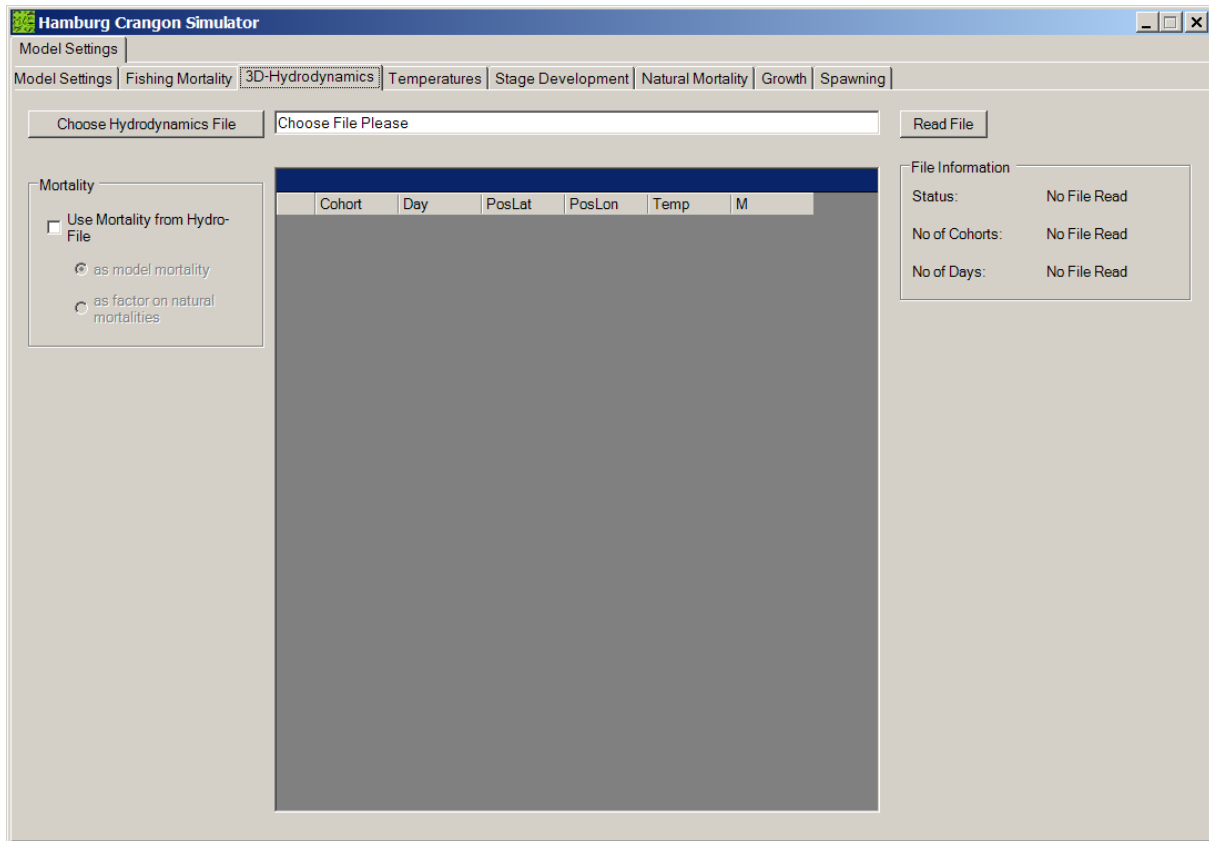 Hamburg Crangon Simulator
Model Settings
Model Settings Fishing Mortality 3D-Hydrodynamics Temperatures Stage Development Natural Mortality Growth Spawning
Choose Hydrodynamics File Choose File Please Read File
Mortality
Use Mortality from Hydro-
File
as model mortality
as factor on natural
mortalities
Cohort Day PosLat PosLon Temp M
File Information
Status: No File Read
No of Cohorts: No File Read
No of Days: No File Read